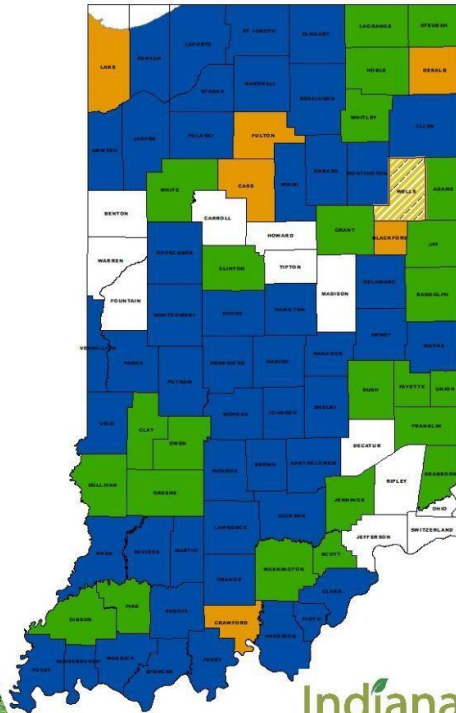 LAGRANGE
STEUBEN
ST JOSEPH
ELKHART
LAPORTE
LAKE
PORTER
NOBLE
DEKALB
MARSHALL
STARKE
KOSCIUSKO
WHITLEY
ALLEN
FULTON
PULASKI
JASPER
NEWTON
WABASH
HUNTINGTON
MIAMI
CASS
WHITE
WELLS
ADAMS
BENTON
CARROLL
HOWARD
GRANT
BLACKFORD
JAY
WARREN
TIPPECANOE
CLINTON
TIPTON
MADISON
DELAWARE
RANDOLPH
FOUNTAIN
MONTGOMERY
BOONE
HAMILTON
HENRY
WAYNE
VERMILLION
PARKE
PUTNAM
HENDRICKS
MARION
HANCOCK
RUSH
FAYETTE
UNION
VIGO
CLAY
OWEN
MORGAN
JOHNSON
SHELBY
FRANKLIN
DECATUR
DEARBORN
RIPLEY
SULLIVAN
GREENE
MONROE
BROWN
BARTHOLOMEW
JENNINGS
OHIO
SWITZERLAND
JEFFERSON
JACKSON
LAWRENCE
KNOX
DAVIESS
MARTIN
SCOTT
WASHINGTON
ORANGE
CLARK
PIKE
GIBSON
DUBOIS
CRAWFORD
FLOYD
HARRISON
POSEY
VANDERBURGH
WARRICK
SPENCER
PERRY
Indiana